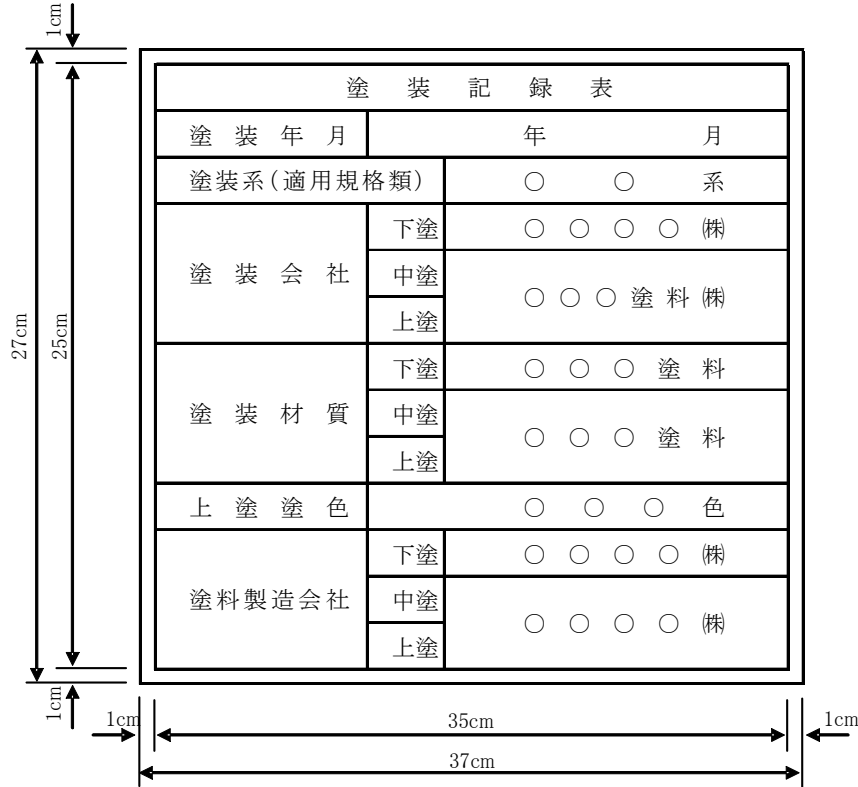 1cm
塗装記録表
塗装年月 年 月
塗装系(適用規格類) ○ ○ 系
塗装会社 下塗 ○ ○ ○ ○ ㈱
中塗 ○ ○ ○ 塗 料 ㈱
上塗
27cm
25cm
塗装材質 下塗 ○ ○ ○ 塗 料
中塗 ○ ○ ○ 塗 料
上塗
上塗塗色 ○ ○ ○ 色
塗料製造会社 下塗 ○ ○ ○ ○ ㈱
中塗 ○ ○ ○ ○ ㈱
上塗
1cm
1cm 35cm 1cm
37cm